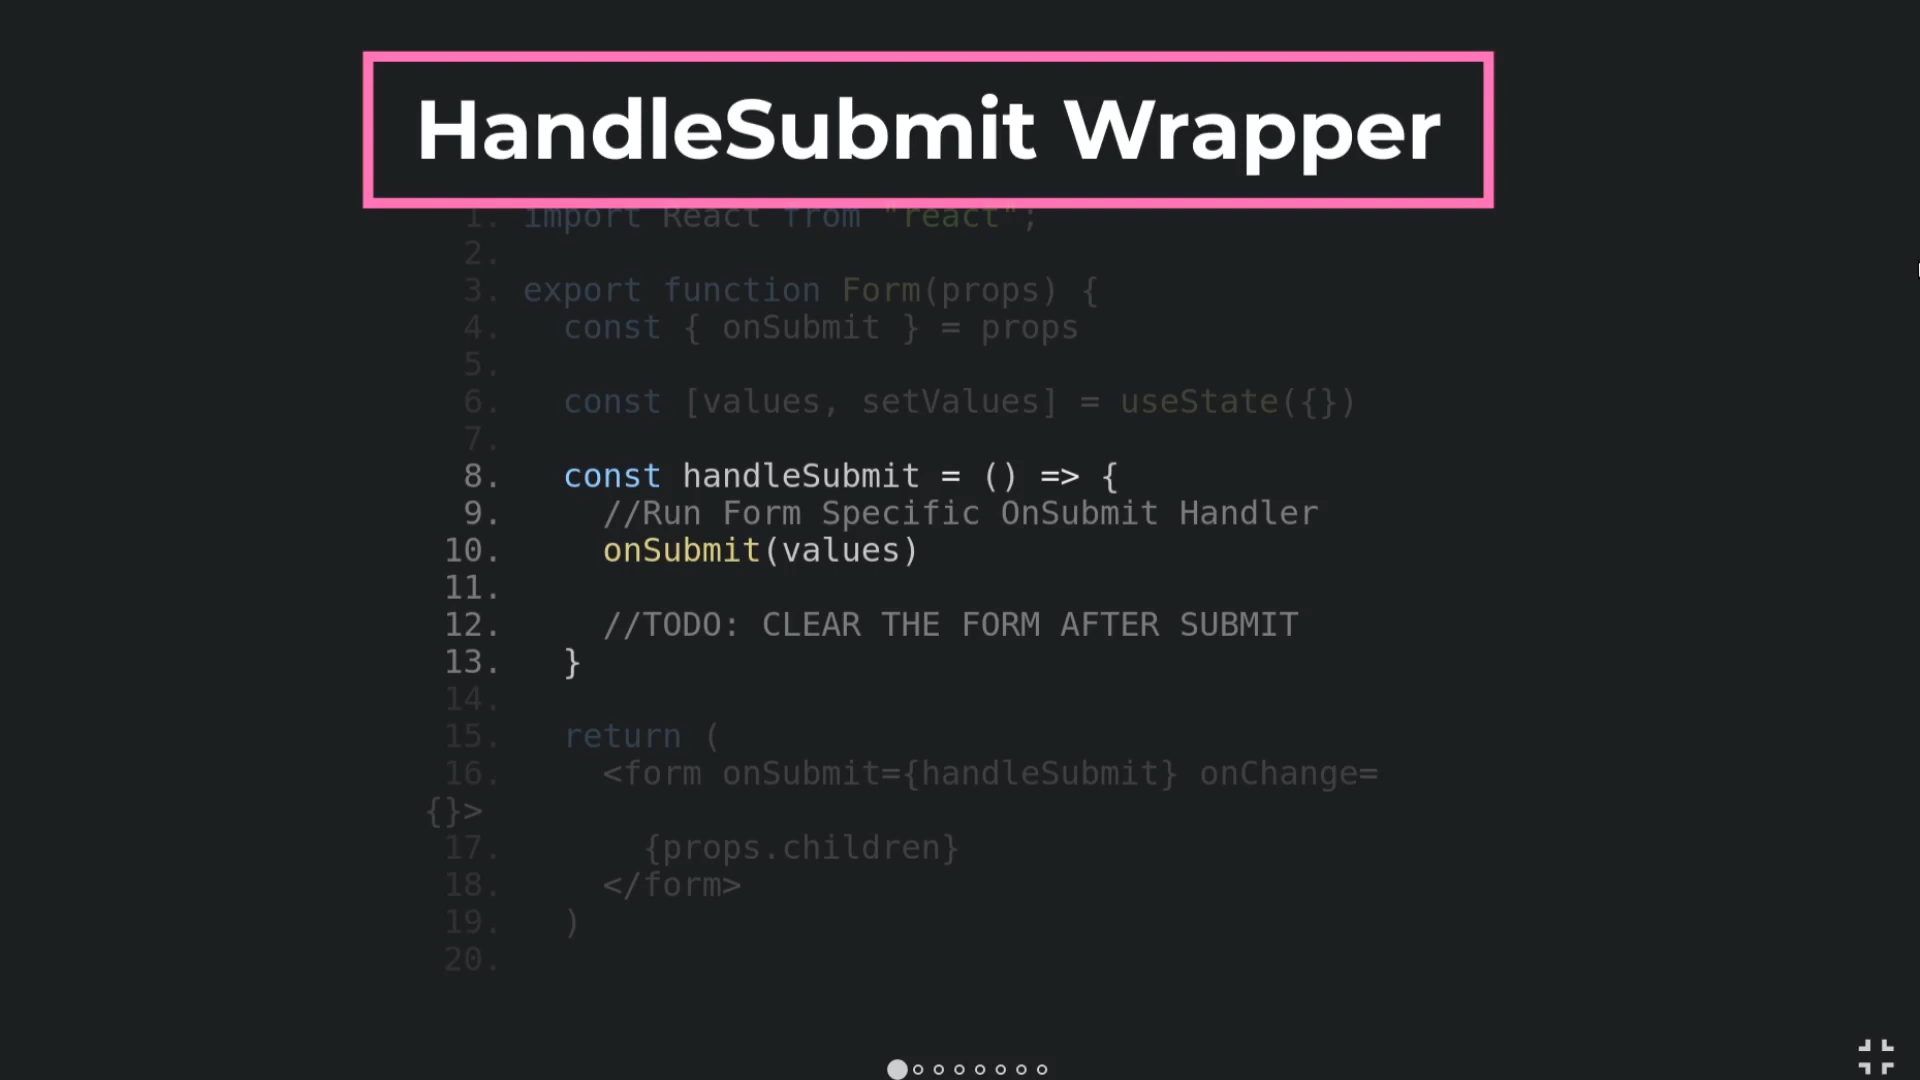 HandleSubmit Wrapper
1. import React from "react";
2.
3. export function Form(props) {
4.   const { onSubmit } = props
5.
6.   const [values, setValues] = useState({})
7.
8.   const handleSubmit = () => {
9.     //Run Form Specific OnSubmit Handler
10.     onSubmit(values)
11.
12.     //TODO: CLEAR THE FORM AFTER SUBMIT
13.   }
14.
15.   return (
16.     <form onSubmit={handleSubmit} onChange=
{}>
17.       {props.children}
18.     </form>
19.   )
20.